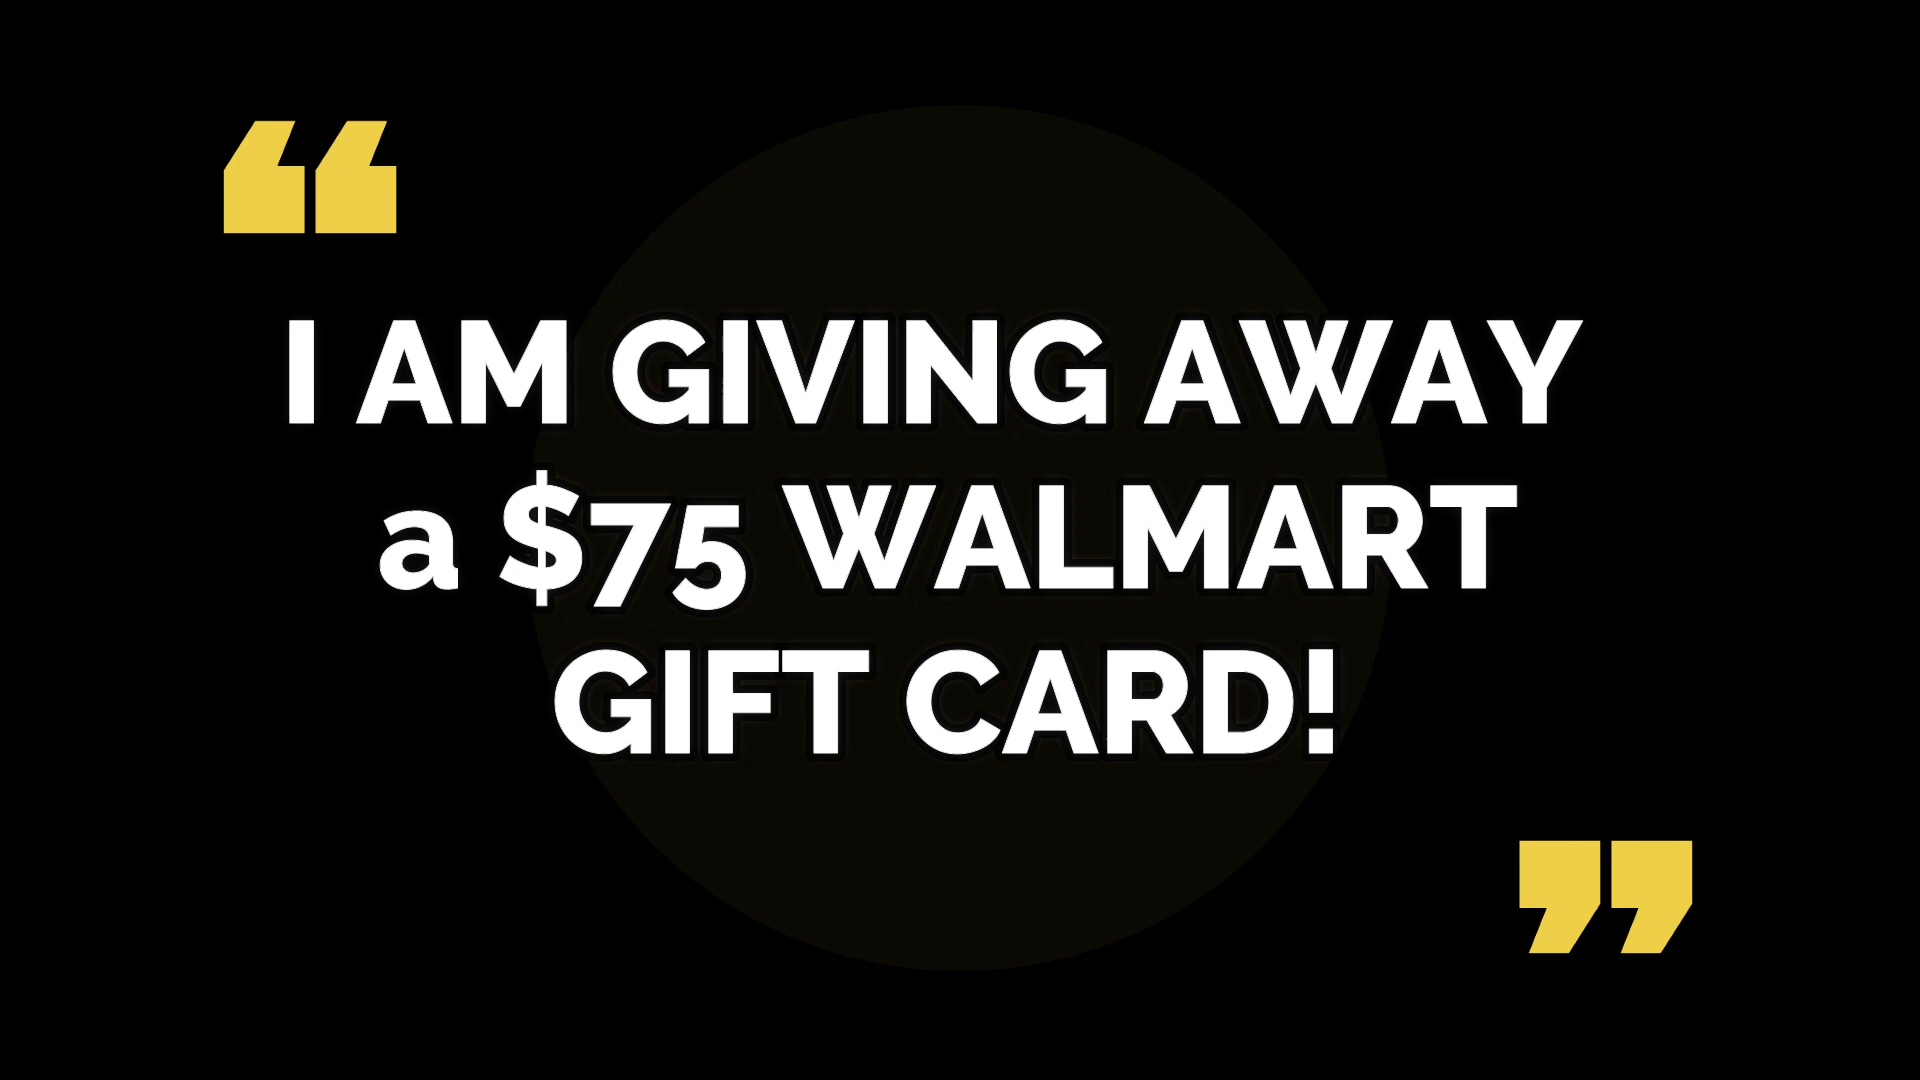 “
I AM GIVING AWAY
a $75 WALMART
GIFT CARD!
”